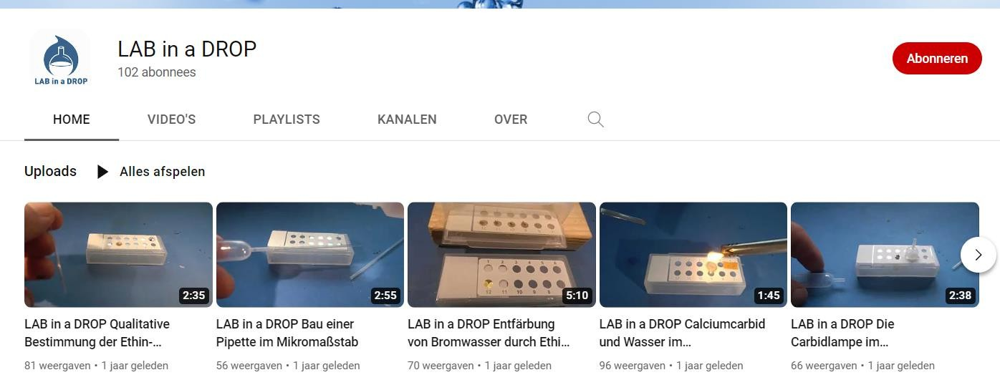 LAB in a DROP
LAB in a DROP
102 abonnees
Abonneren
HOME
VIDEO'S
PLAYLISTS
KANALEN
OVER
Uploads
Alles afspelen
2:35
2:55
1 2 3 4 5 6
12 11 10 9 8
5:10
1:45
2:38
LAB in a DROP Qualitative
Bestimmung der Ethin-...
81 weergaven • 1 jaar geleden
LAB in a DROP Bau einer
Pipette im Mikromaßstab
56 weergaven • 1 jaar geleden
LAB in a DROP Entfärbung
von Bromwasser durch Ethi...
70 weergaven • 1 jaar geleden
LAB in a DROP Calciumcarbid
und Wasser im...
96 weergaven • 1 jaar geleden
LAB in a DROP Die
Carbidlampe im...
66 weergaven • 1 jaar geleden